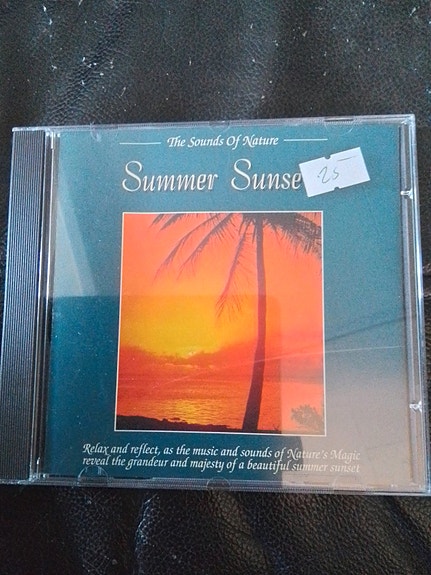 The Sounds Of Nature
Summer Sunse
25-
Relax and reflect, as the music and sounds of Nature's Magic
reveal the grandeur and majesty of a beautiful summer sunset